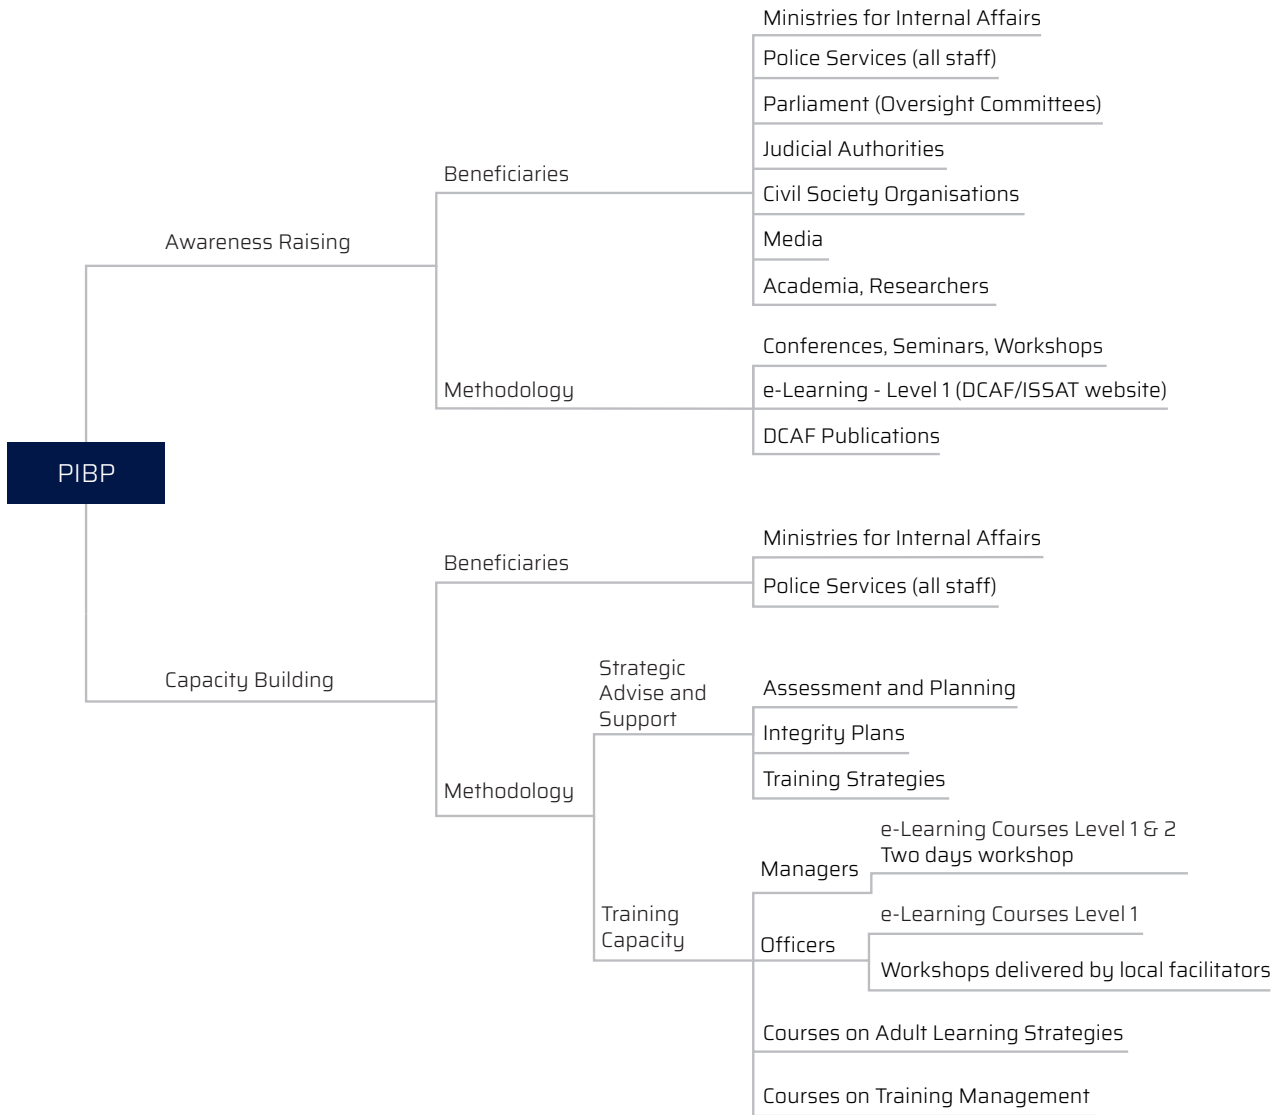 Ministries for Internal Affairs
Police Services (all staff)
Parliament (Oversight Committees)
Judicial Authorities
Beneficiaries
Civil Society Organisations
Media
Awareness Raising
Academia, Researchers
Conferences, Seminars, Workshops
Methodology
e-Learning - Level 1 (DCAF/ISSAT website)
DCAF Publications
PIBP
Ministries for Internal Affairs
Beneficiaries
Police Services (all staff)
Capacity Building
Strategic
Advise and
Support
Assessment and Planning
Integrity Plans
Training Strategies
Methodology
e-Learning Courses Level 1 & 2
Two days workshop
Managers
Training
Capacity
e-Learning Courses Level 1
Officers
Workshops delivered by local facilitators
Courses on Adult Learning Strategies
Courses on Training Management